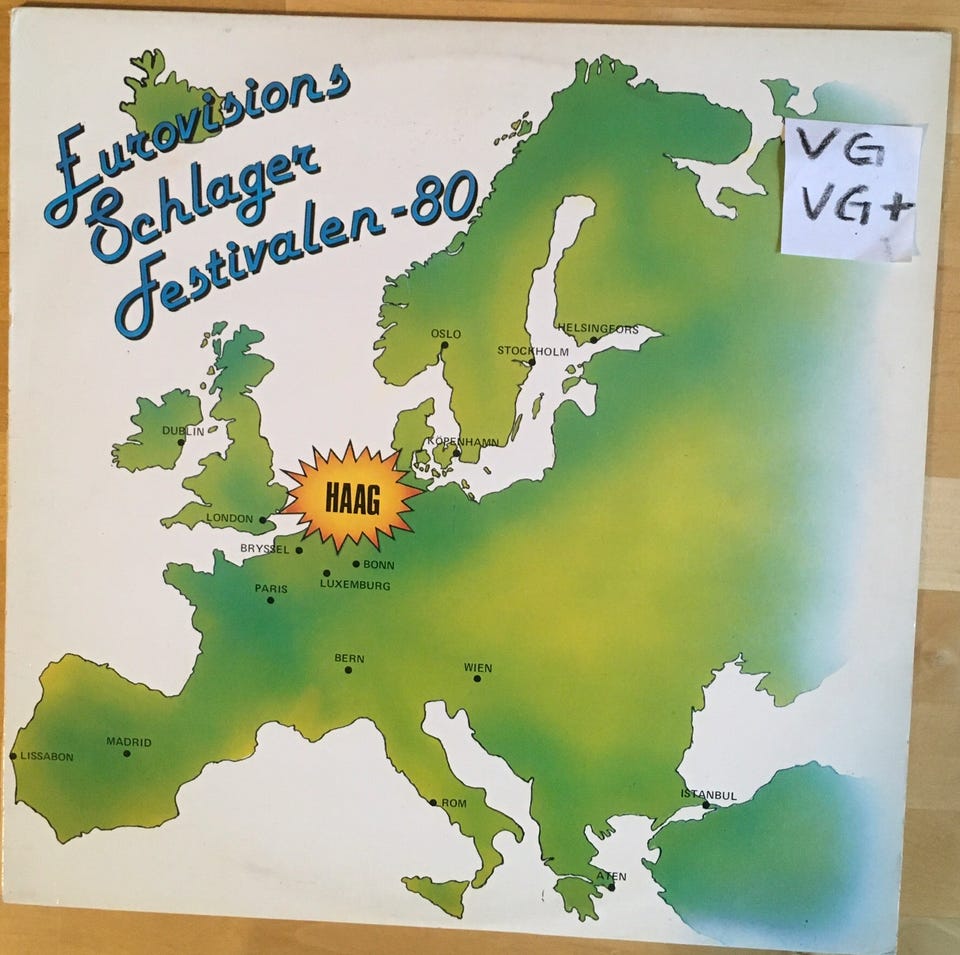 Eurovisions
Schlager
Festivalen-80
VG
VG+
OSLO
HELSINGFORS
STOCKHOLM
DUBLIN
KÖPENHAMN
HAAG
LONDON
BRYSSEL
BONN
LUXEMBURG
PARIS
BERN
WIEN
MADRID
LISSABON
ISTANBUL
ROM
ATEN